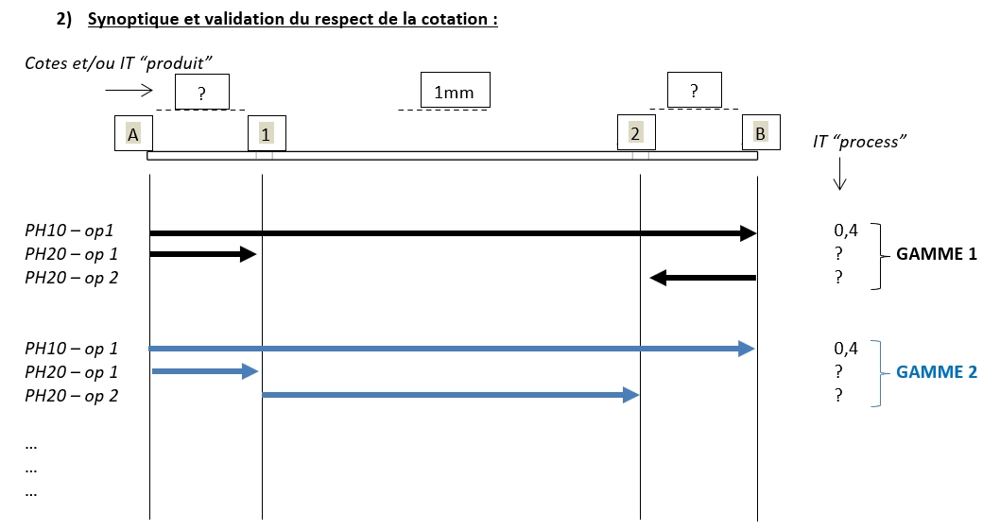 2) Synoptique et validation du respect de la cotation :
Cotes et/ou IT “produit”
? 1mm ?
A 1 2 B
IT “process”
PH10 – op1 0,4
PH20 – op 1 ? GAMME 1
PH20 – op 2 ?
PH10 – op 1 0,4
PH20 – op 1 ? GAMME 2
PH20 – op 2 ?
...
...
...